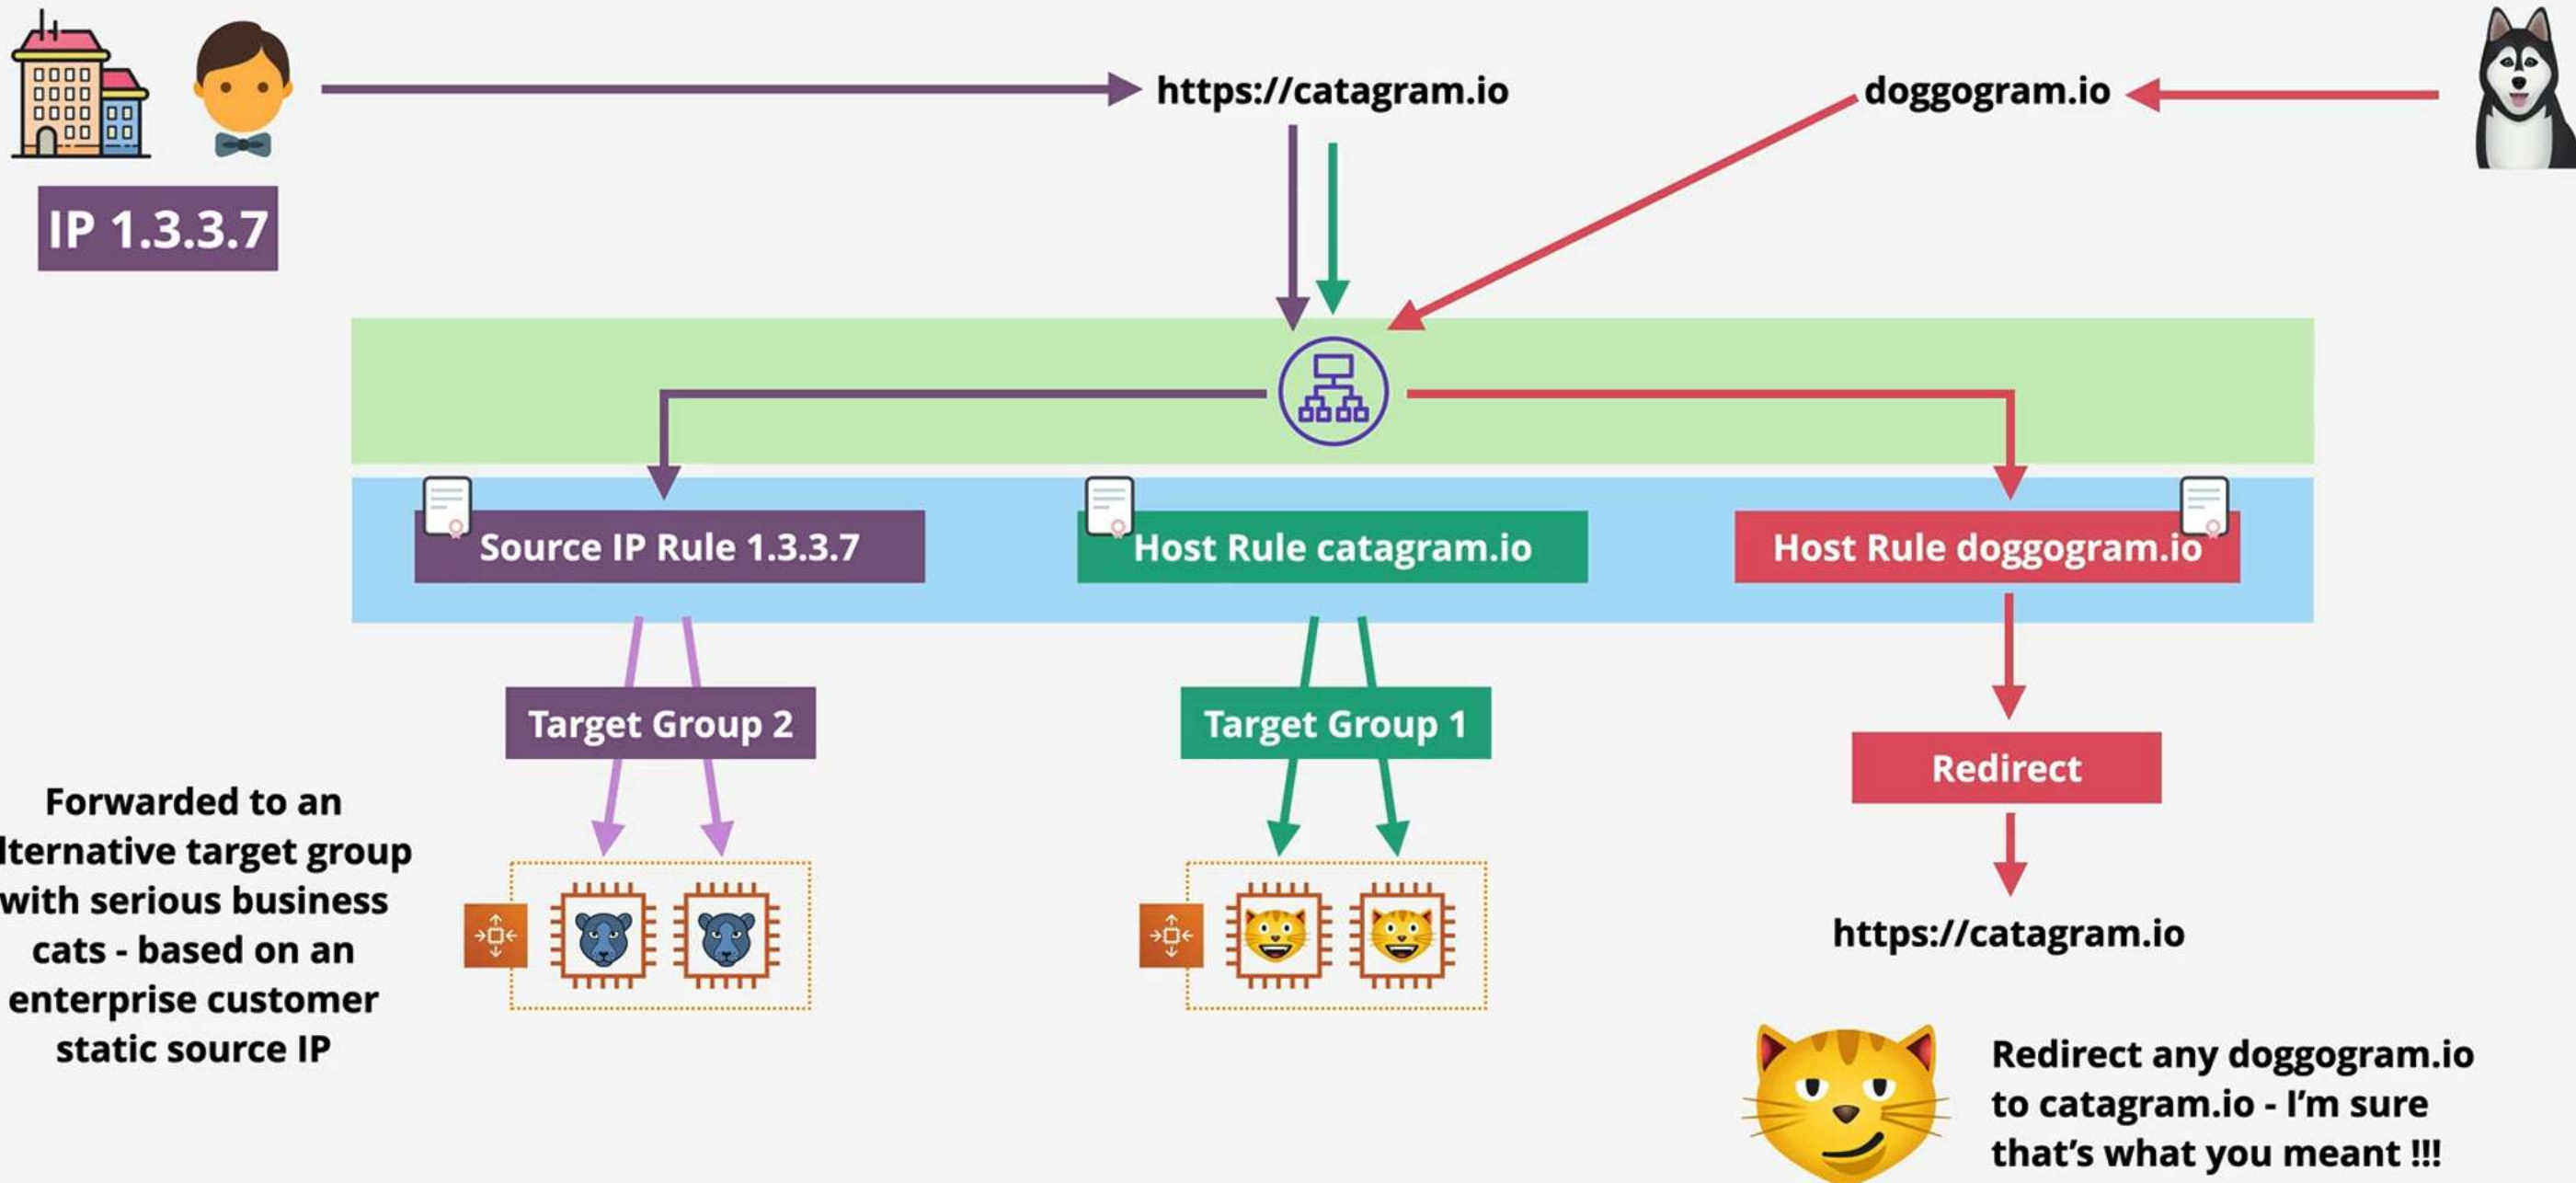 https://catagram.io
doggogram.io
IP 1.3.3.7
Source IP Rule 1.3.3.7
Host Rule catagram.io
Host Rule doggogram.io
Target Group 2
Target Group 1
Redirect
Forwarded to an
lternative target group
with serious business
cats - based on an
enterprise customer
static source IP
https://catagram.io
Redirect any doggogram.io
to catagram.io - I'm sure
that's what you meant !!!